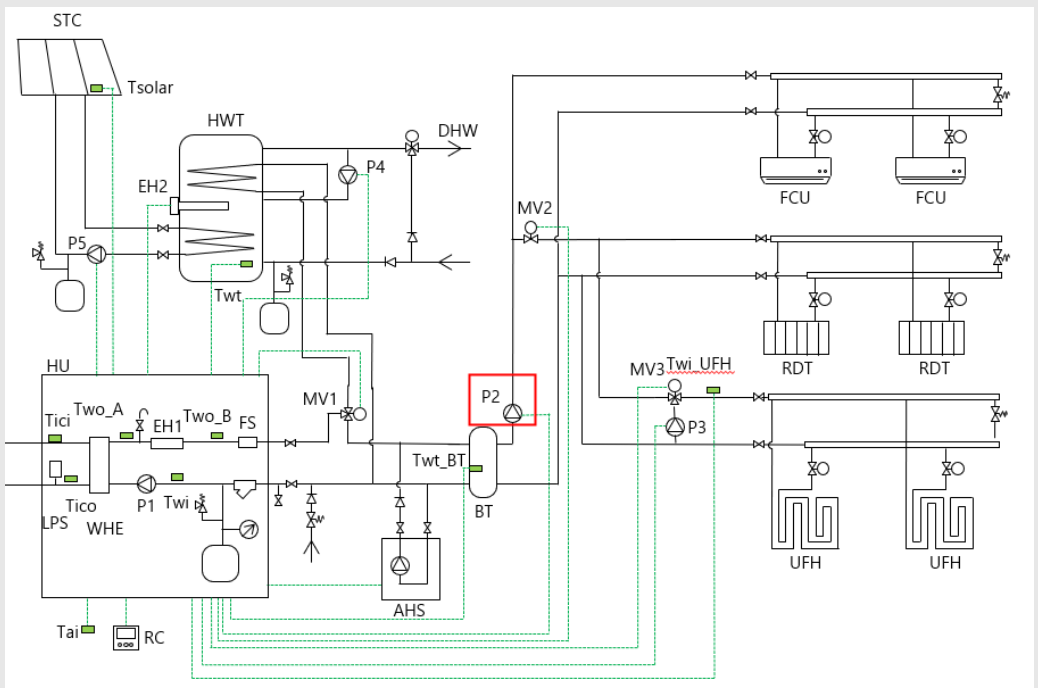 STC
Tsolar
HWT
DHW
P4
EH2
MV2
FCU
FCU
P5
Twt
HU
MV3
Twi_UFH
RDT
RDT
Tici
Two_A
EH1
Two_B
FS
MV1
P2
P3
Twt_BT
BT
Tico
LPS
WHE
P1
Twi
UFH
UFH
AHS
Tai
RC